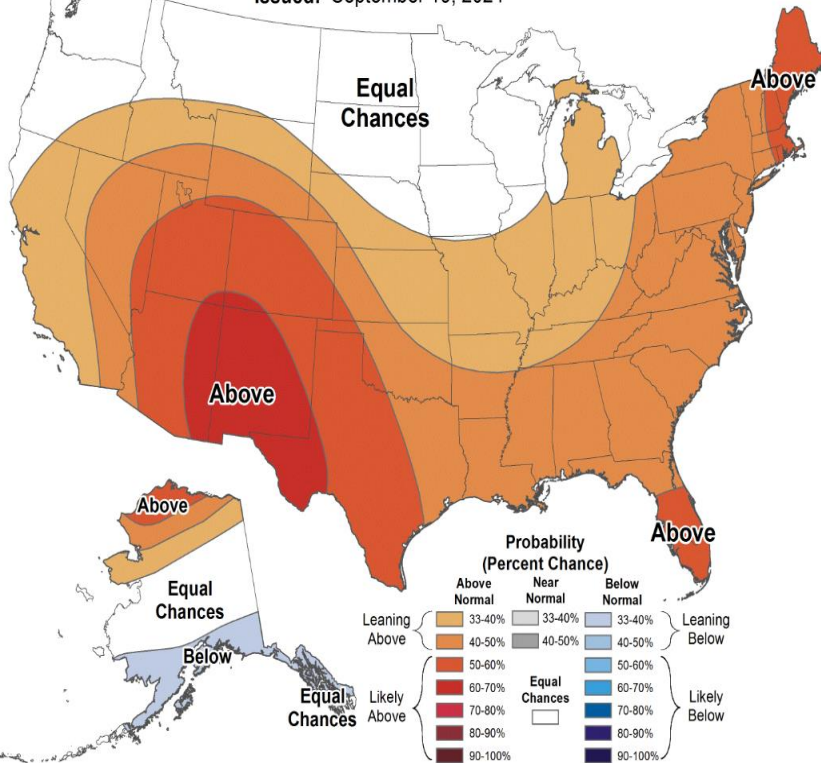 Issued: September
Equal
Chances
Above
Above
Above
Above
Equal
Chances
Below
Equal
Chances
Probability
(Percent Chance)
Above
Normal
Near
Normal
Below
Normal
Leaning
Above
33-40%
33-40%
33-40%
Leaning
Below
40-50%
40-50%
40-50%
Likely
Above
50-60%
50-60%
Likely
Below
60-70%
Equal
Chances
60-70%
70-80%
70-80%
80-90%
80-90%
90-100%
90-100%